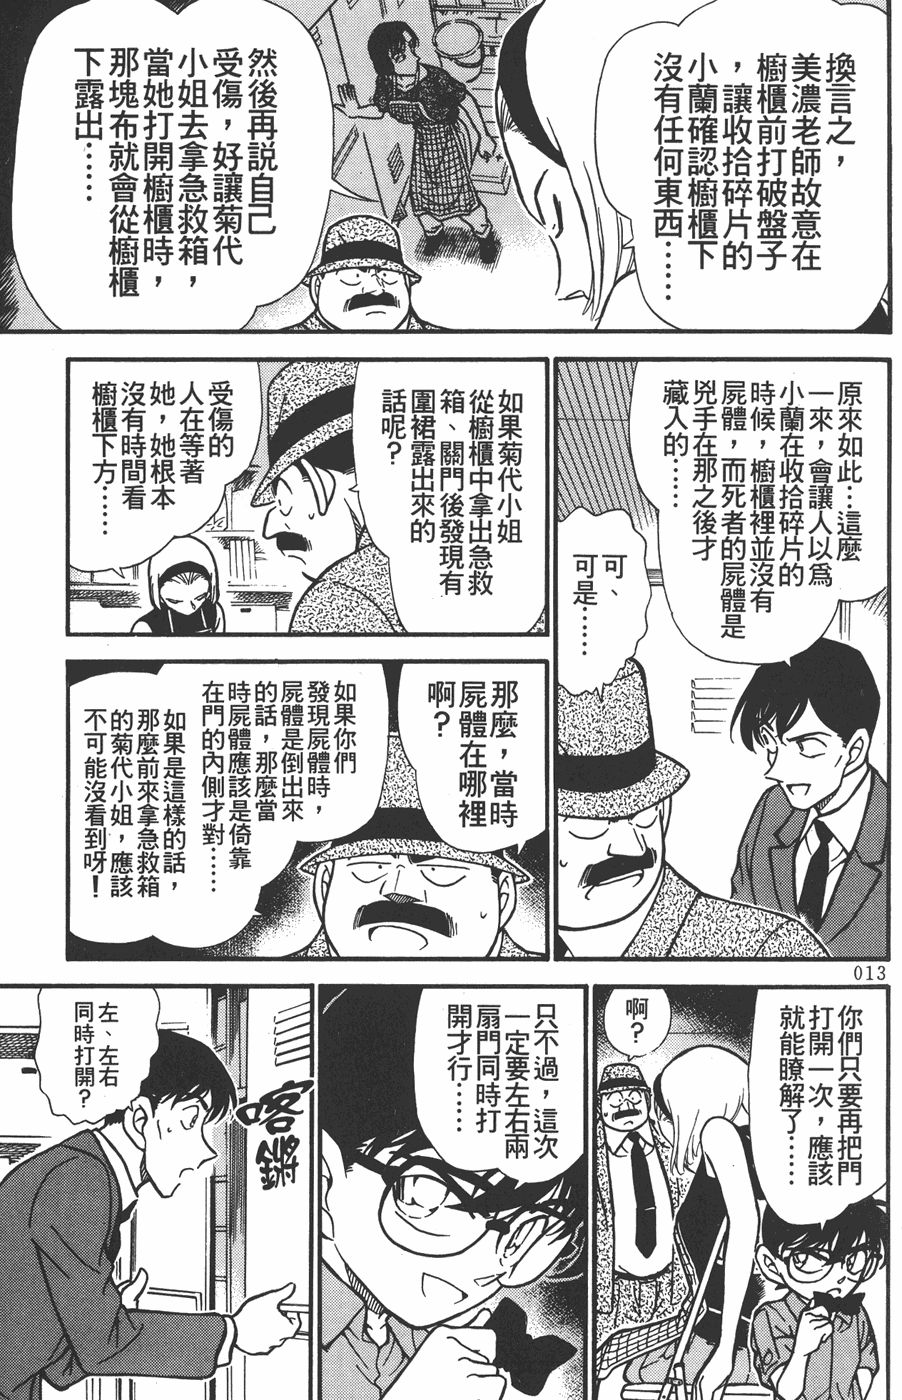 換言之，
美濃老師故意在
櫥櫃前打破盤子
，讓收拾碎片的
小蘭確認櫥櫃下
沒有任何東西……
然後再説自己
受傷，好讓菊代
小姐去拿急救箱，
當她打開櫥櫃時，
那塊布就會從櫥櫃
下露出……
原來如此…這麼
一來，會讓人以為
小蘭在收拾碎片的
時候，櫥櫃裡並沒有
屍體，而死者的屍體是
兇手在那之後才
藏入的……
可、
可是……
如果菊代小姐
從櫥櫃中拿出急救
箱、關門後發現有
圍裙露出來的
話呢？
受傷的
人在等著
她，她根本
沒有時間看
櫥櫃下方……
那麼，當時
屍體在哪裡
啊？
如果你們
發現屍體時，
屍體是倒出來
的話，那麼當
時屍體應該是倚靠
在門的內側才對……
如果是這樣的話，
那麼前來拿急救箱
的菊代小姐，應該
不可能沒看到呀！
013
你們只要再把門
打開一次，應該
就能瞭解了……
啊？
只不過，這次
一定要左右兩
扇門同時打
開才行……
左、左右
同時打開？
喀鏘